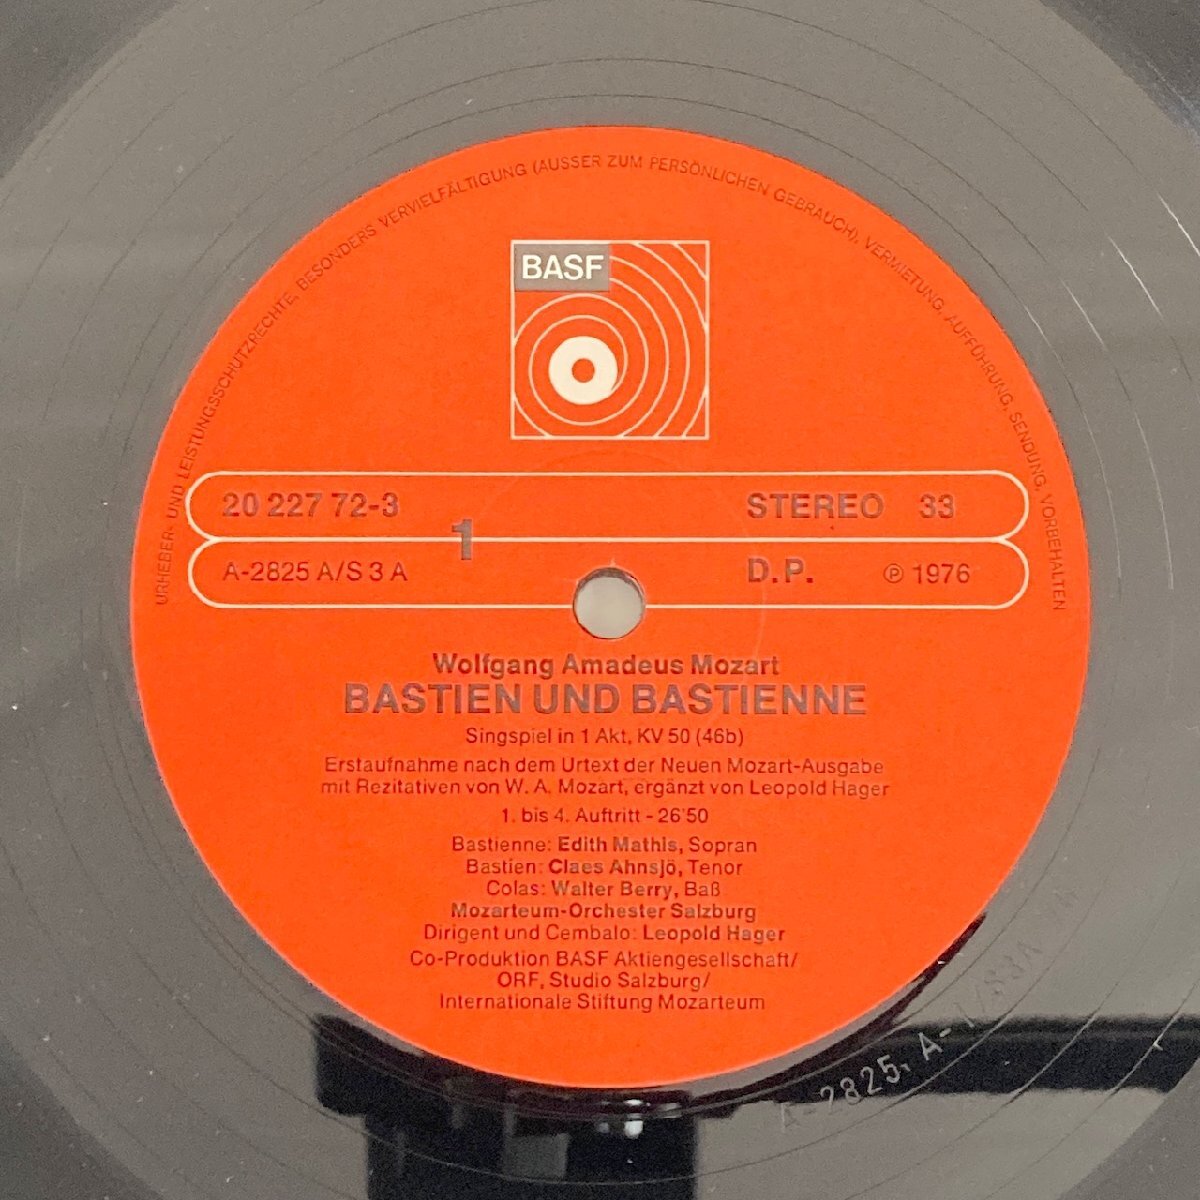 URHEBER- UND LEISTUNGSSCHUTZRECHTE, BESONDERS VERVIELFÄLTIGUNG (AUSSER ZUM PERSÖNLICHEN GEBRAUCH), VERMIETUNG, AUFFÜHRUNG, SENDUNG, VORBEHALTEN
BASF
20 227 72-3
STEREO 33
1
A-2825 A/S 3 A
D.P. ℗ 1976
Wolfgang Amadeus Mozart
BASTIEN UND BASTIENNE
Singspiel in 1 Akt, KV 50 (46b)
Erstaufnahme nach dem Urtext der Neuen Mozart-Ausgabe
mit Rezitativen von W. A. Mozart, ergänzt von Leopold Hager
1. bis 4. Auftritt - 26'50
Bastienne: Edith Mathis, Sopran
Bastien: Claes Ahnsjö, Tenor
Colas: Walter Berry, Baß
Mozarteum-Orchester Salzburg
Dirigent und Cembalo: Leopold Hager
Co-Produktion BASF Aktiengesellschaft/
ORF, Studio Salzburg/
Internationale Stiftung Mozarteum
A-2825, A-1/S3A